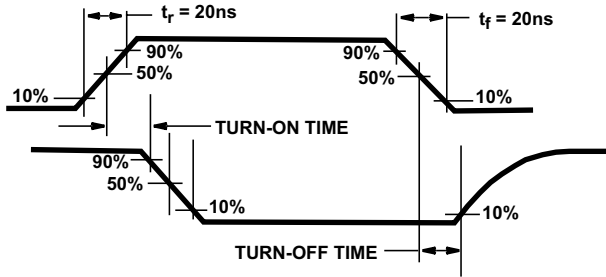 tr = 20ns
tf = 20ns
90%
90%
50%
50%
10%
10%
TURN-ON TIME
90%
50%
10%
10%
TURN-OFF TIME